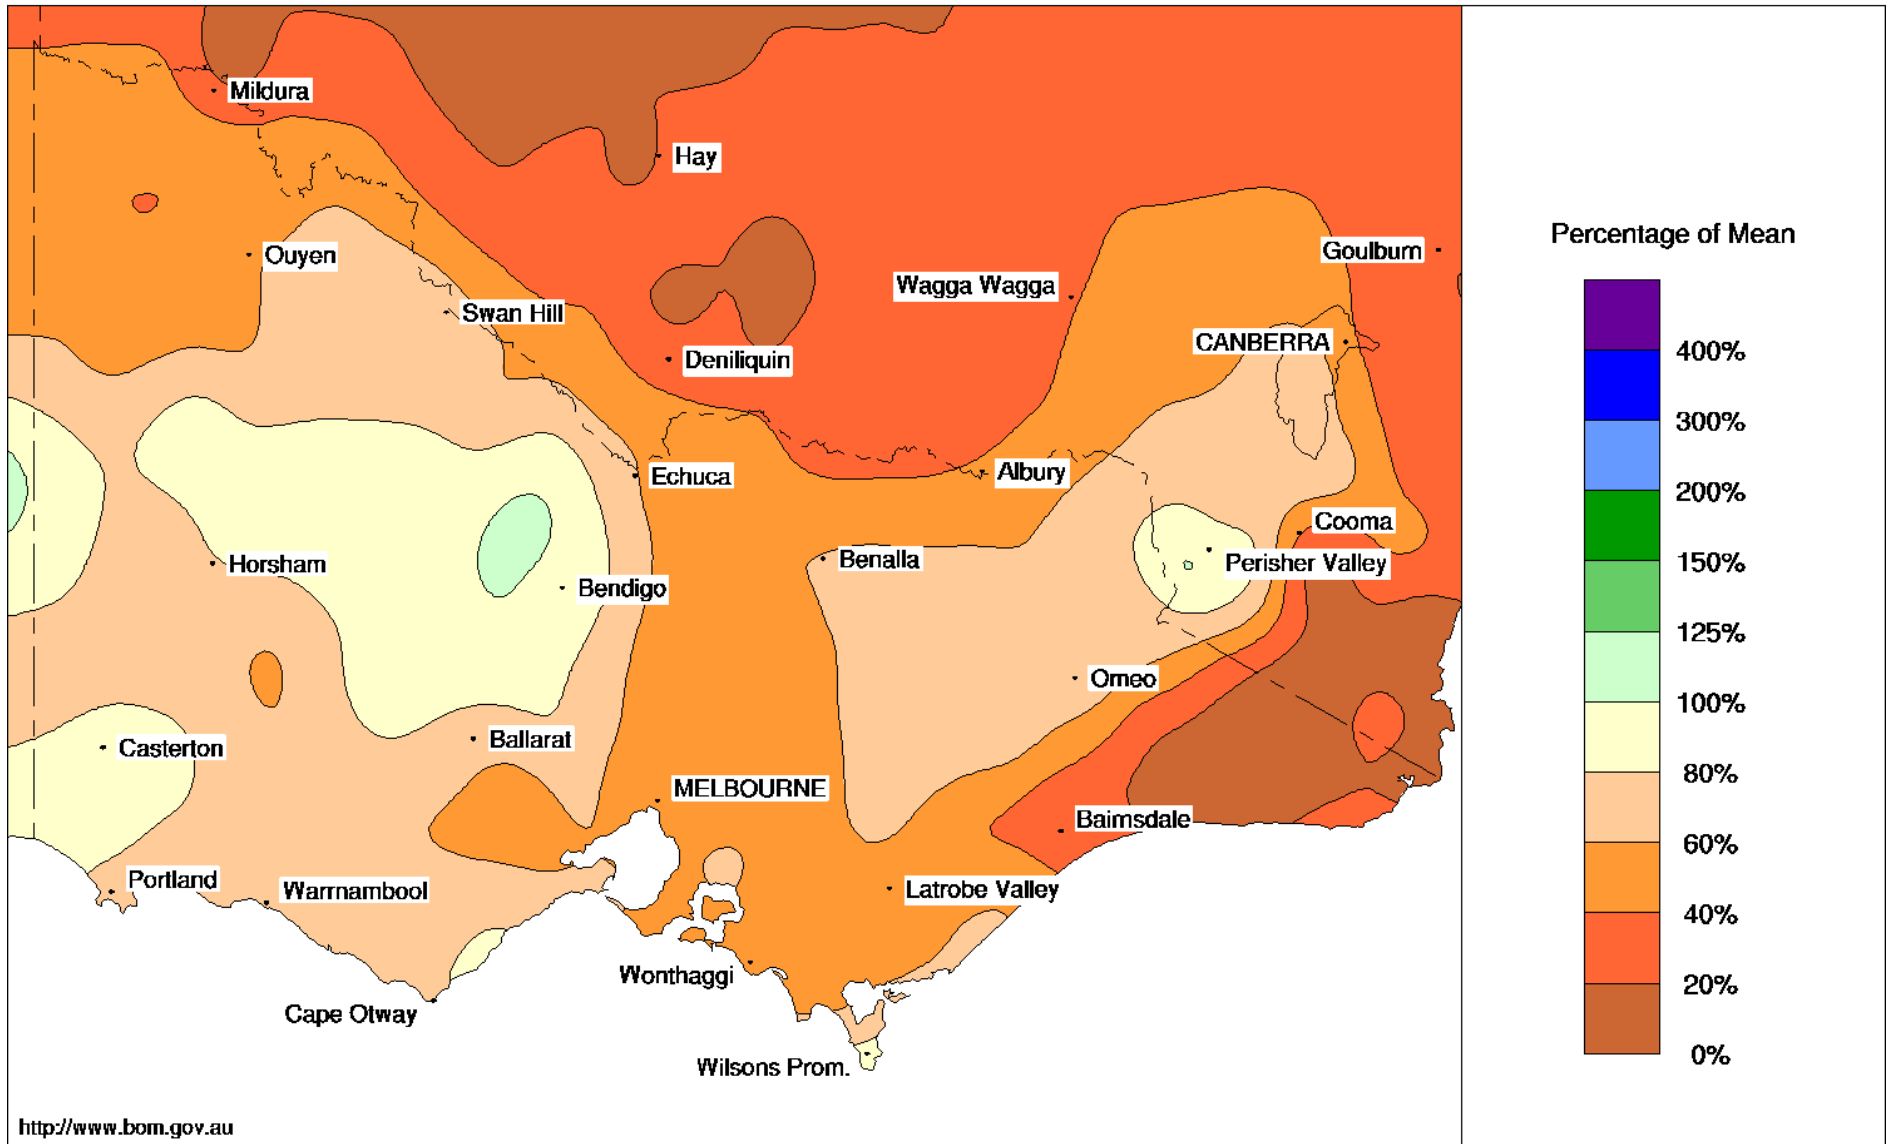 Mildura
Hay
Ouyen
Goulburn
Wagga Wagga
Swan Hill
CANBERRA
Deniliquin
Echuca
Albury
Cooma
Horsham
Benalla
Perisher Valley
Bendigo
Omeo
Casterton
Ballarat
MELBOURNE
Bairnsdale
Portland
Warrnambool
Latrobe Valley
Wonthaggi
Cape Otway
Wilsons Prom.
http://www.bom.gov.au
Percentage of Mean
400%
300%
200%
150%
125%
100%
80%
60%
40%
20%
0%